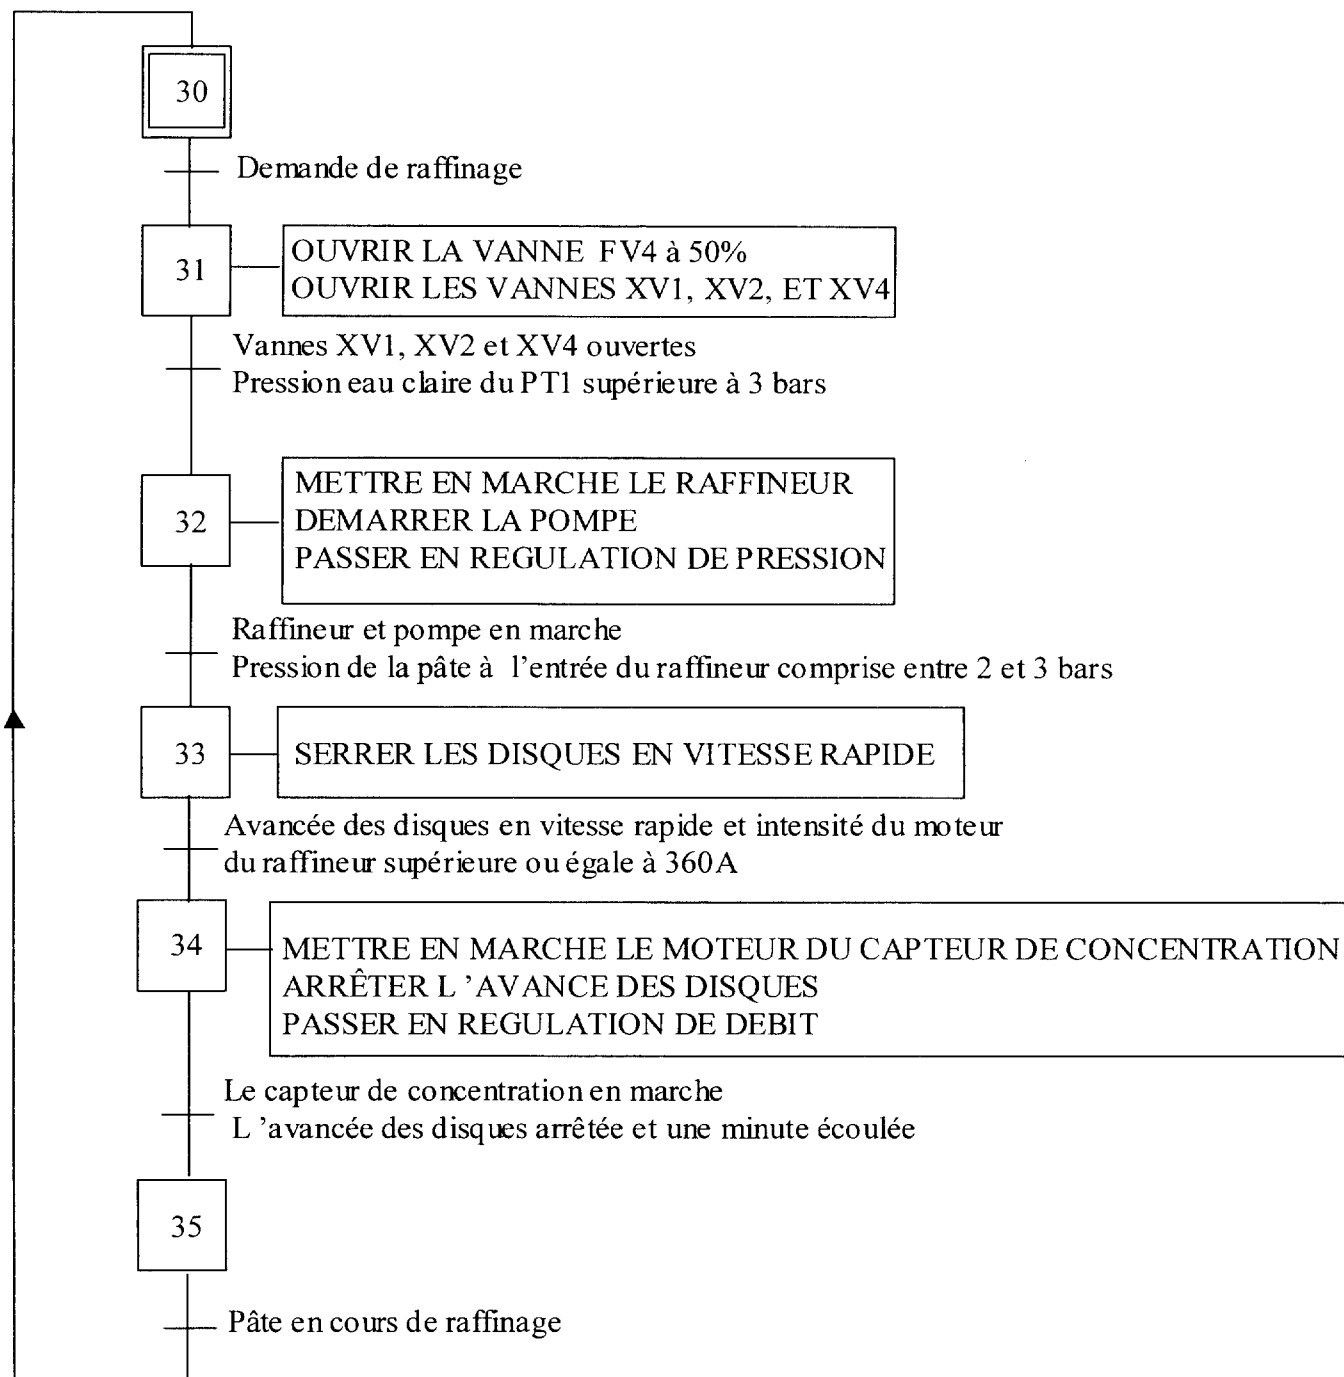 30
Demande de raffinage
31
OUVRIR LA VANNE FV4 à 50%
OUVRIR LES VANNES XV1, XV2, ET XV4
Vannes XV1, XV2 et XV4 ouvertes
Pression eau claire du PT1 supérieure à 3 bars
32
METTRE EN MARCHE LE RAFFINEUR
DEMARRER LA POMPE
PASSER EN REGULATION DE PRESSION
Raffineur et pompe en marche
Pression de la pâte à l'entrée du raffineur comprise entre 2 et 3 bars
33
SERRER LES DISQUES EN VITESSE RAPIDE
Avancée des disques en vitesse rapide et intensité du moteur
du raffineur supérieure ou égale à 360A
34
METTRE EN MARCHE LE MOTEUR DU CAPTEUR DE CONCENTRATION
ARRÊTER L 'AVANCE DES DISQUES
PASSER EN REGULATION DE DEBIT
Le capteur de concentration en marche
L 'avancée des disques arrêtée et une minute écoulée
35
Pâte en cours de raffinage